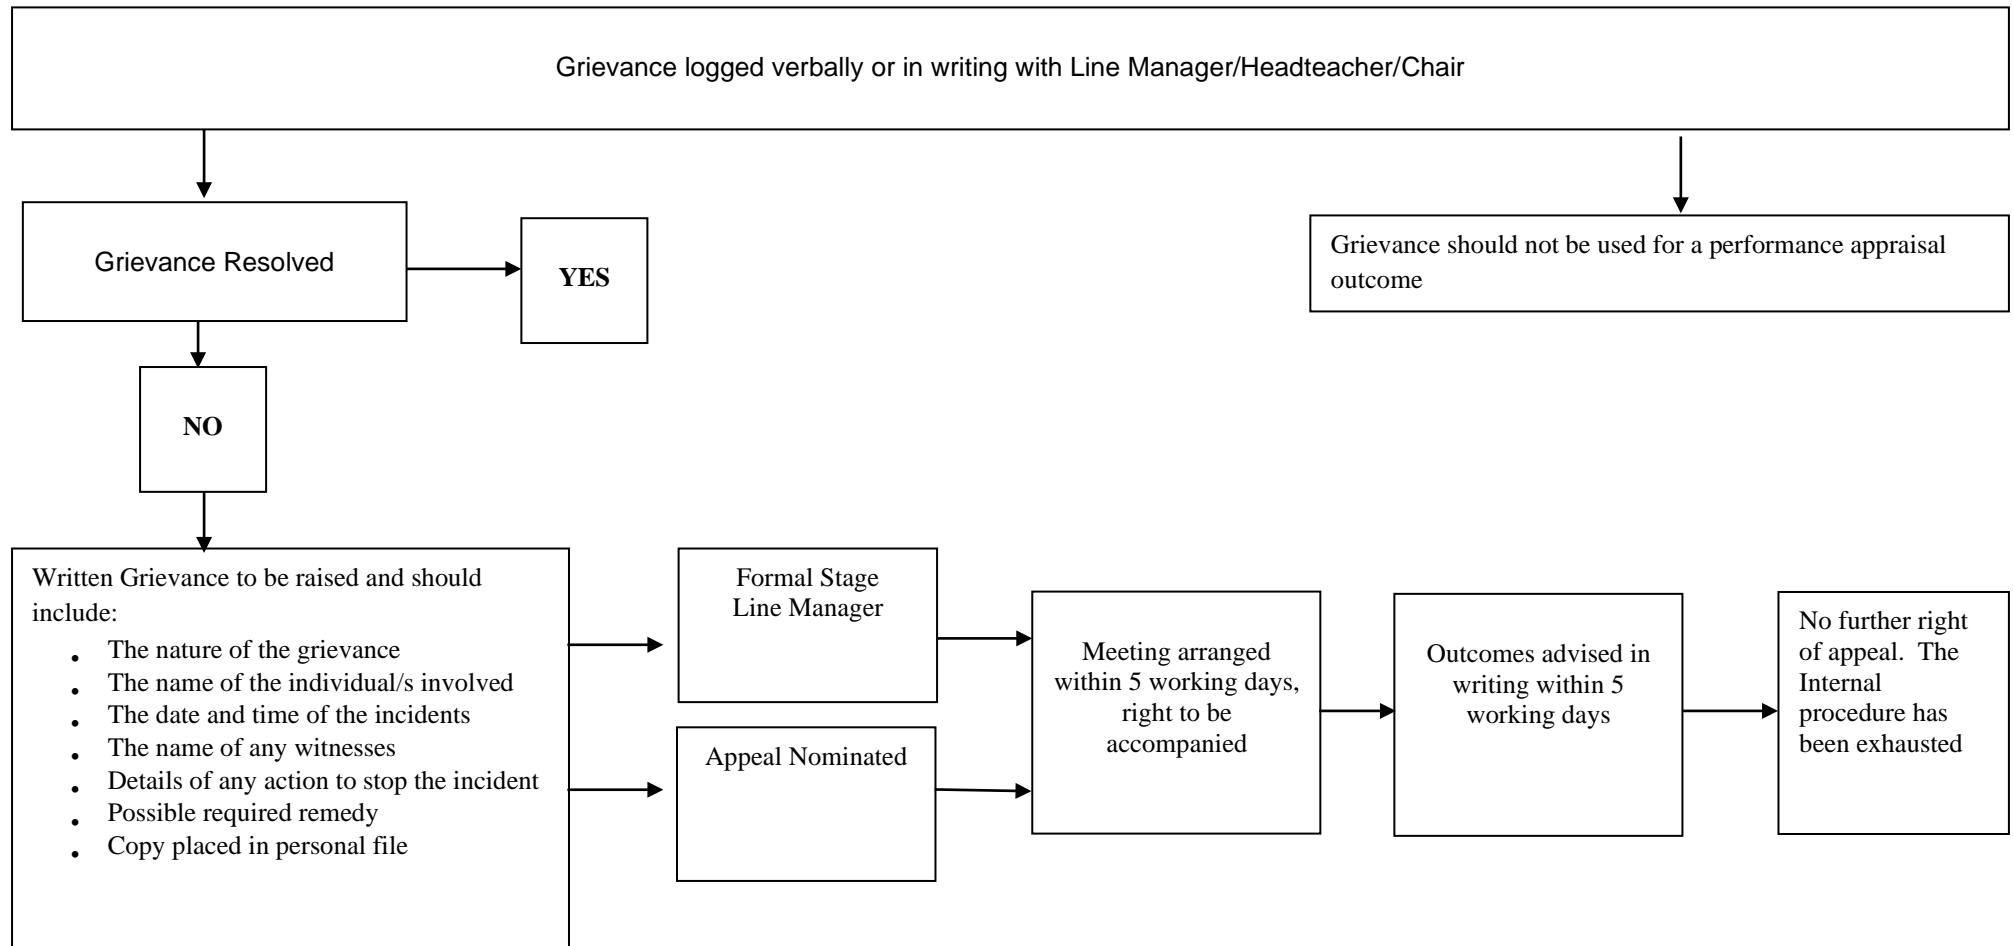 Grievance logged verbally or in writing with Line Manager/Headteacher/Chair
Grievance Resolved
YES
Grievance should not be used for a performance appraisal
outcome
NO
Written Grievance to be raised and should
include:
• The nature of the grievance
• The name of the individual/s involved
• The date and time of the incidents
• The name of any witnesses
• Details of any action to stop the incident
• Possible required remedy
• Copy placed in personal file
Formal Stage
Line Manager
Appeal Nominated
Meeting arranged
within 5 working days,
right to be
accompanied
Outcomes advised in
writing within 5
working days
No further right
of appeal.  The
Internal
procedure has
been exhausted